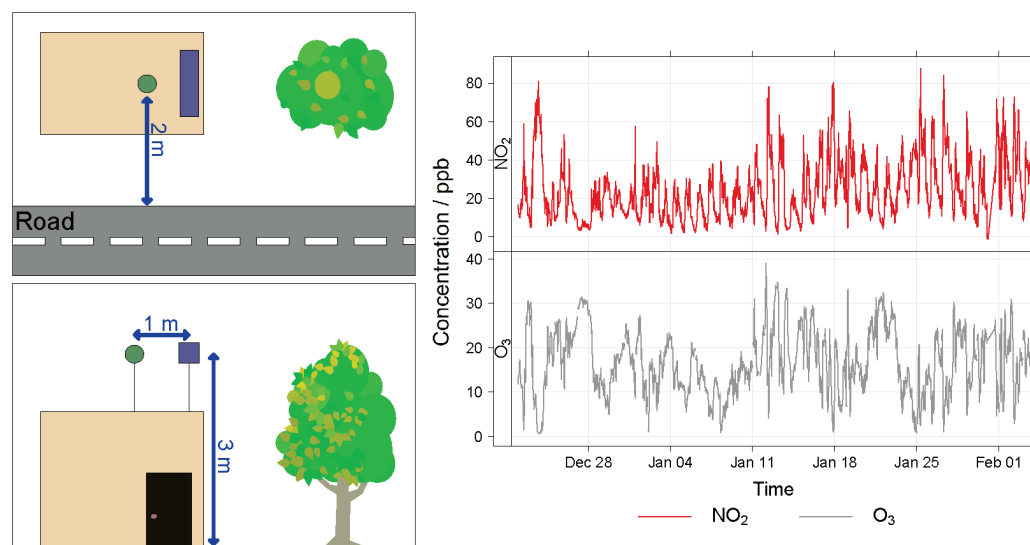 2 m
Road
1 m
3 m
Concentration / ppb
NO₂
80
60
40
20
0
O₃
40
30
20
10
0
Dec 28 Jan 04 Jan 11 Jan 18 Jan 25 Feb 01
Time
NO₂ O₃